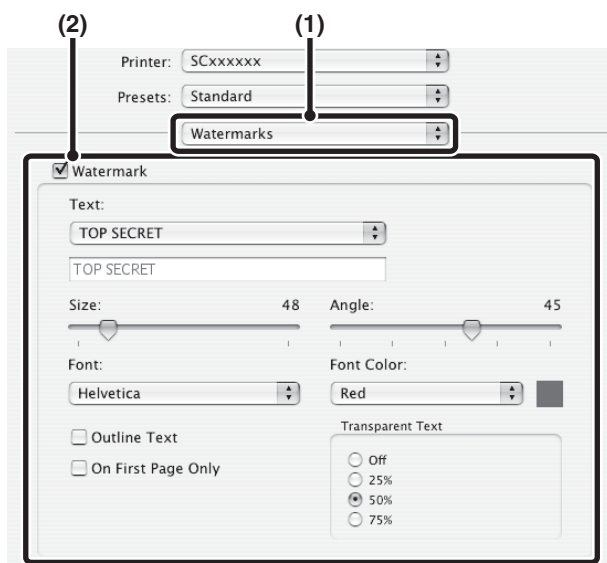 (2) (1)
Printer: SCxxxxxx
Presets: Standard
Watermarks
Watermark
Text:
TOP SECRET
TOP SECRET
Size: 48 Angle: 45
Font: Font Color:
Helvetica Red
Transparent Text
Outline Text
Off
On First Page Only
25%
50%
75%